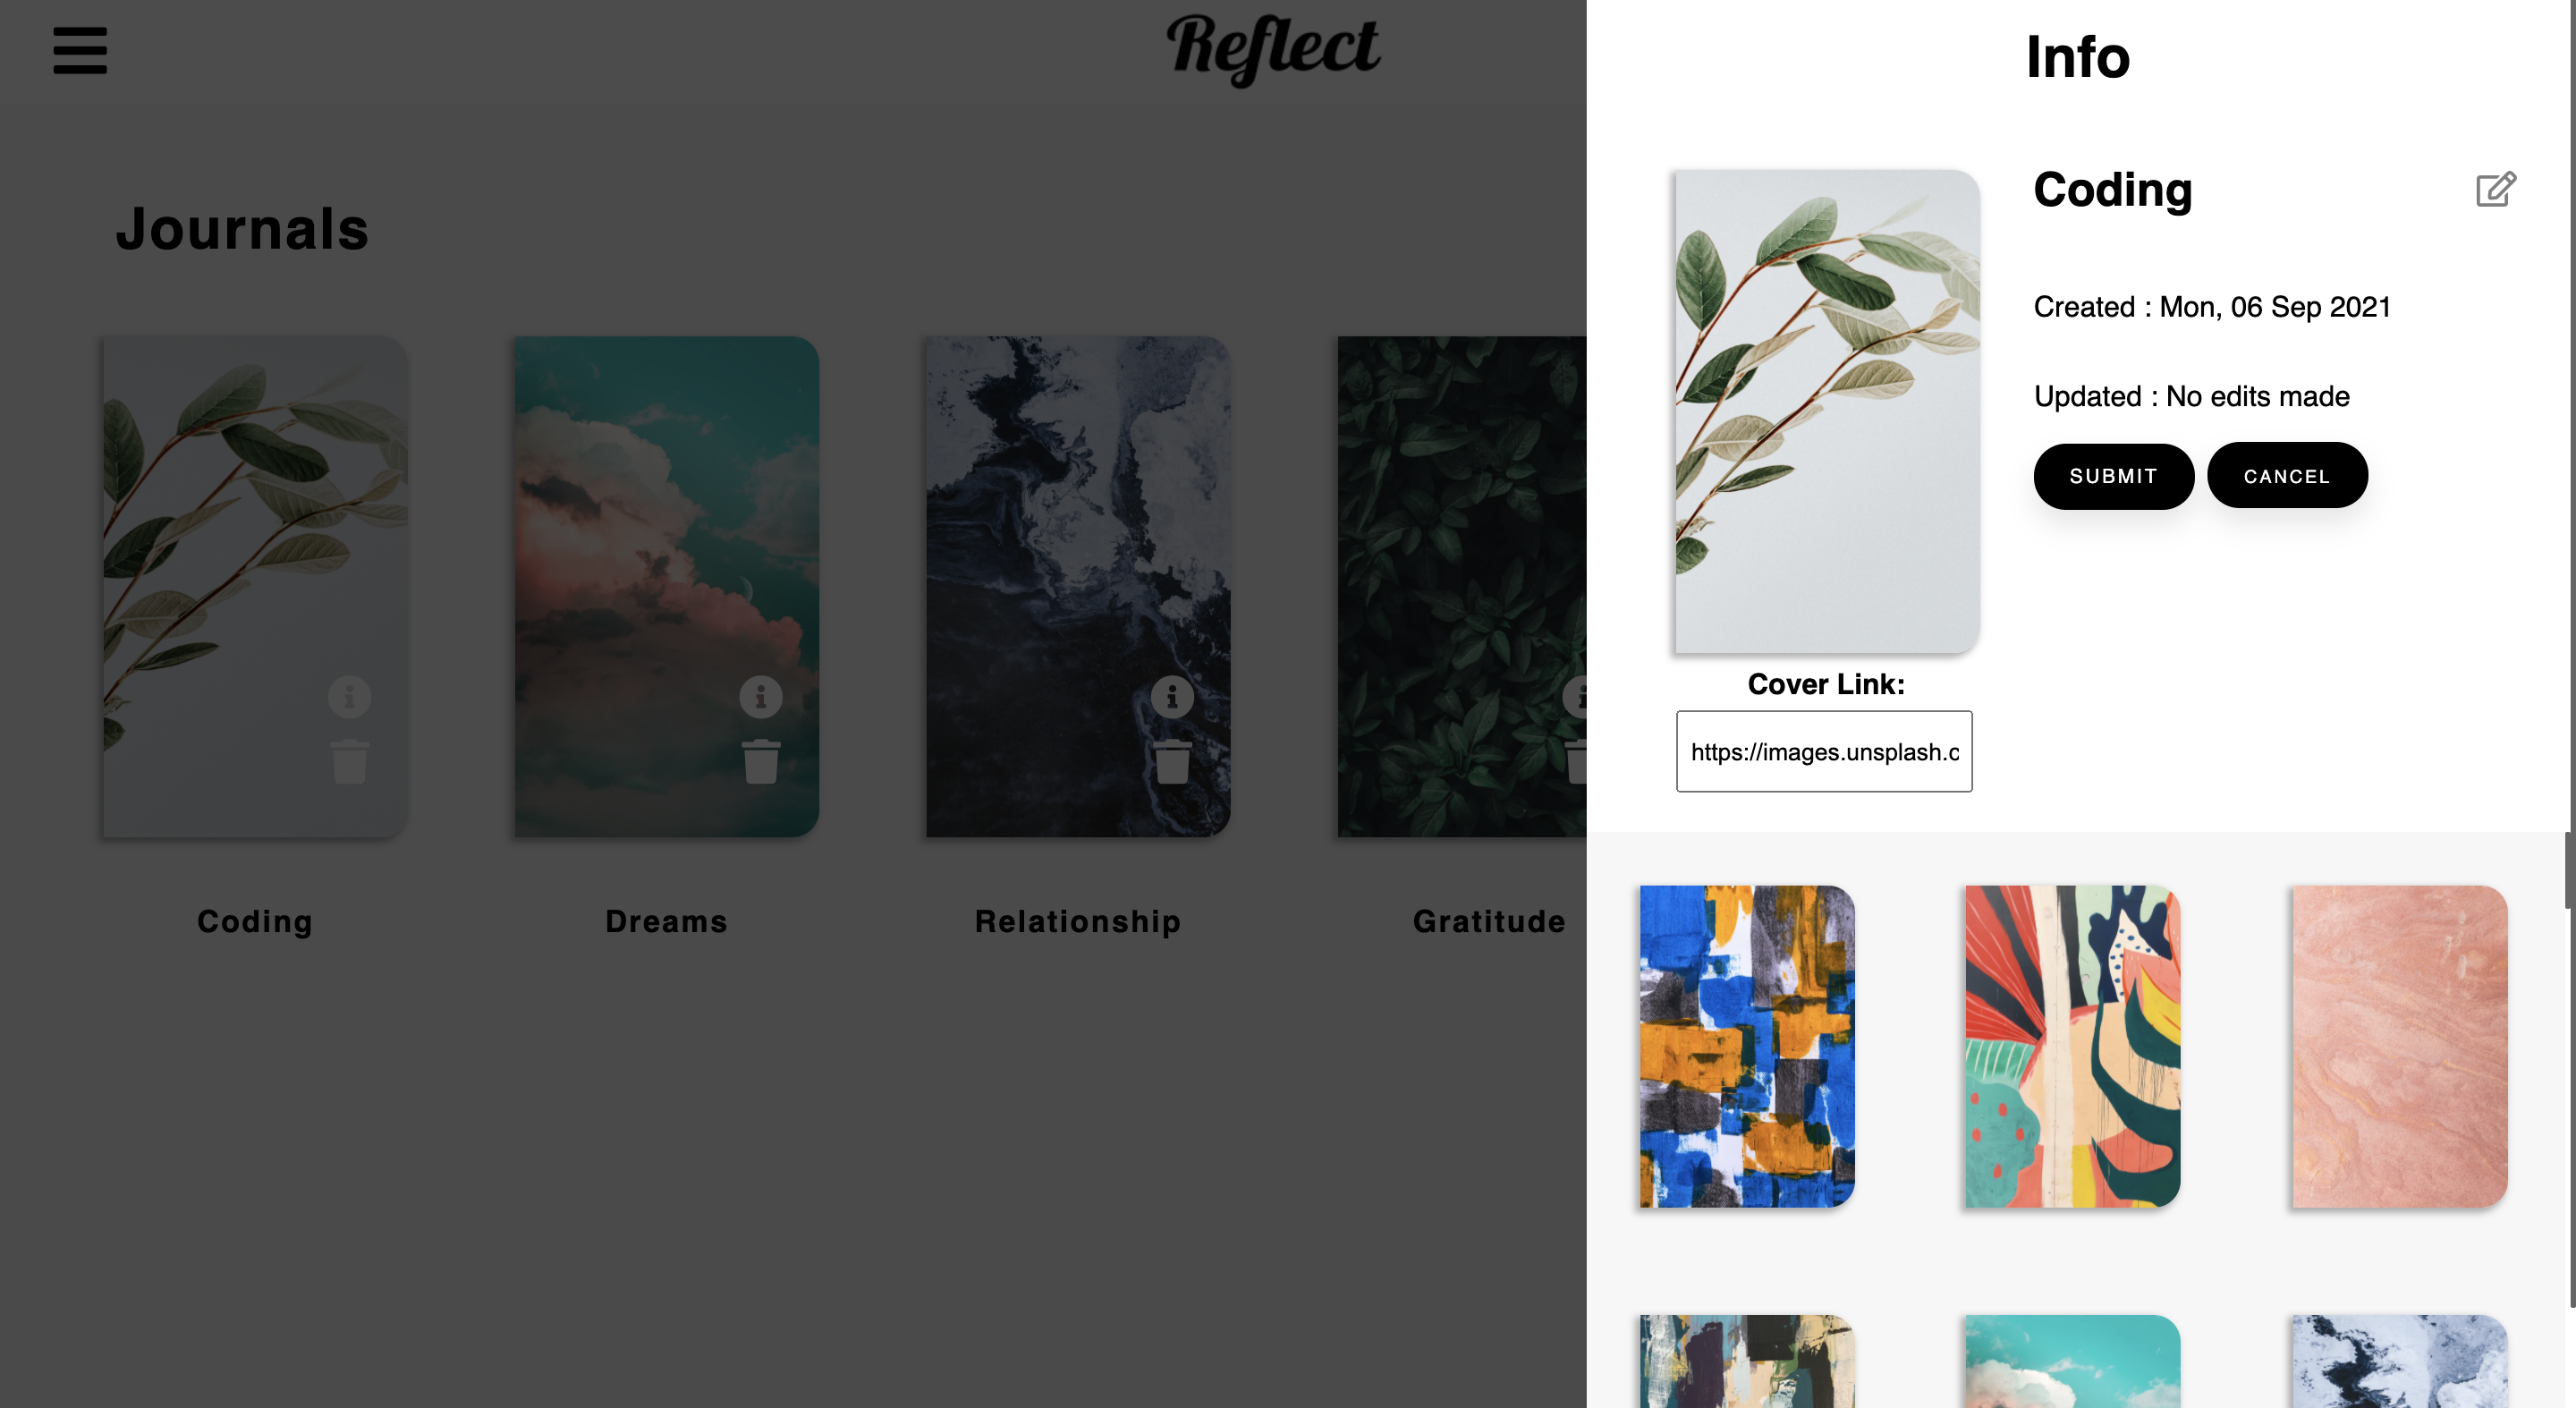 Reflect
Journals
Coding
Dreams
Relationship
Gratitude
Info
Coding
Created : Mon, 06 Sep 2021
Updated : No edits made
SUBMIT
CANCEL
Cover Link:
https://images.unsplash.c